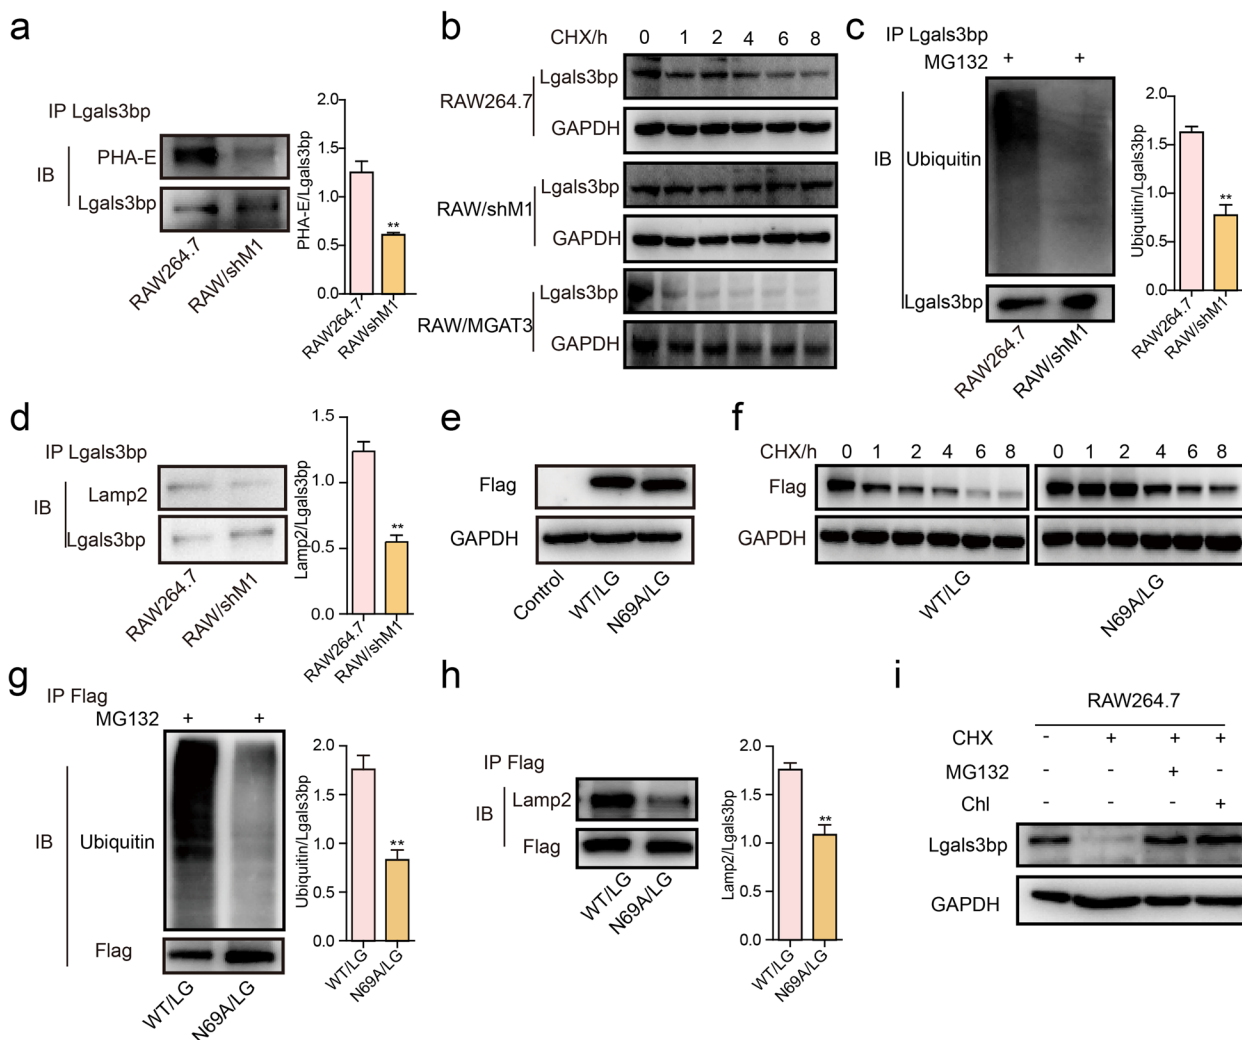 a
IP Lgals3bp
IB
PHA-E
Lgals3bp
RAW264.7
RAW/shM1
PHA-E/Lgals3bp
2.0
1.5
1.0
0.5
0.0
**
RAW264.7
RAWshM1
b
CHX/h 0 1 2 4 6 8
RAW264.7
Lgals3bp
GAPDH
RAW/shM1
Lgals3bp
GAPDH
RAW/MGAT3
Lgals3bp
GAPDH
c
IP Lgals3bp
MG132 + +
IB
Ubiquitin
Lgals3bp
RAW264.7
RAW/shM1
Ubiquitin/Lgals3bp
2.0
1.5
1.0
0.5
0.0
**
RAW264.7
RAW/shM1
d
IP Lgals3bp
IB
Lamp2
Lgals3bp
RAW264.7
RAW/shM1
Lamp2/Lgals3bp
1.5
1.0
0.5
0.0
**
RAW264.7
RAW/shM1
e
Flag
GAPDH
Control
WT/LG
N69A/LG
f
CHX/h 0 1 2 4 6 8 0 1 2 4 6 8
Flag
GAPDH
WT/LG
N69A/LG
g
IP Flag
MG132 + +
IB
Ubiquitin
Flag
WT/LG
N69A/LG
Ubiquitin/Lgals3bp
2.0
1.5
1.0
0.5
0.0
**
WT/LG
N69A/LG
h
IP Flag
IB
Lamp2
Flag
WT/LG
N69A/LG
Lamp2/Lgals3bp
2.0
1.5
1.0
0.5
0.0
**
WT/LG
N69A/LG
i
RAW264.7
CHX - + + +
MG132 - - + -
Chl - - - +
Lgals3bp
GAPDH